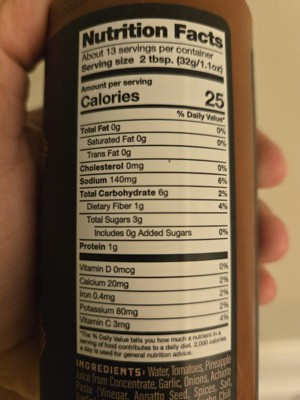 Nutrition Facts
About 13 servings per container
Serving size 2 tbsp. (32g/1.1oz)
Amount per serving
Calories 25
% Daily Value*
Total Fat 0g 0%
Saturated Fat 0g 0%
Trans Fat 0g
Cholesterol 0mg 0%
Sodium 140mg 6%
Total Carbohydrate 6g 2%
Dietary Fiber 1g 4%
Total Sugars 3g
Includes 0g Added Sugars 0%
Protein 1g
Vitamin D 0mcg 0%
Calcium 20mg 2%
Iron 0.4mg 2%
Potassium 80mg 2%
Vitamin C 3mg 4%
*The % Daily Value tells you how much a nutrient in a
serving of food contributes to a daily diet. 2,000 calories
a day is used for general nutrition advice.
INGREDIENTS: Water, Tomatoes, Pineapple
Juice from Concentrate, Garlic, Onions, Achiote
Paste (Vinegar, Annatto Seed, Spices, Salt,